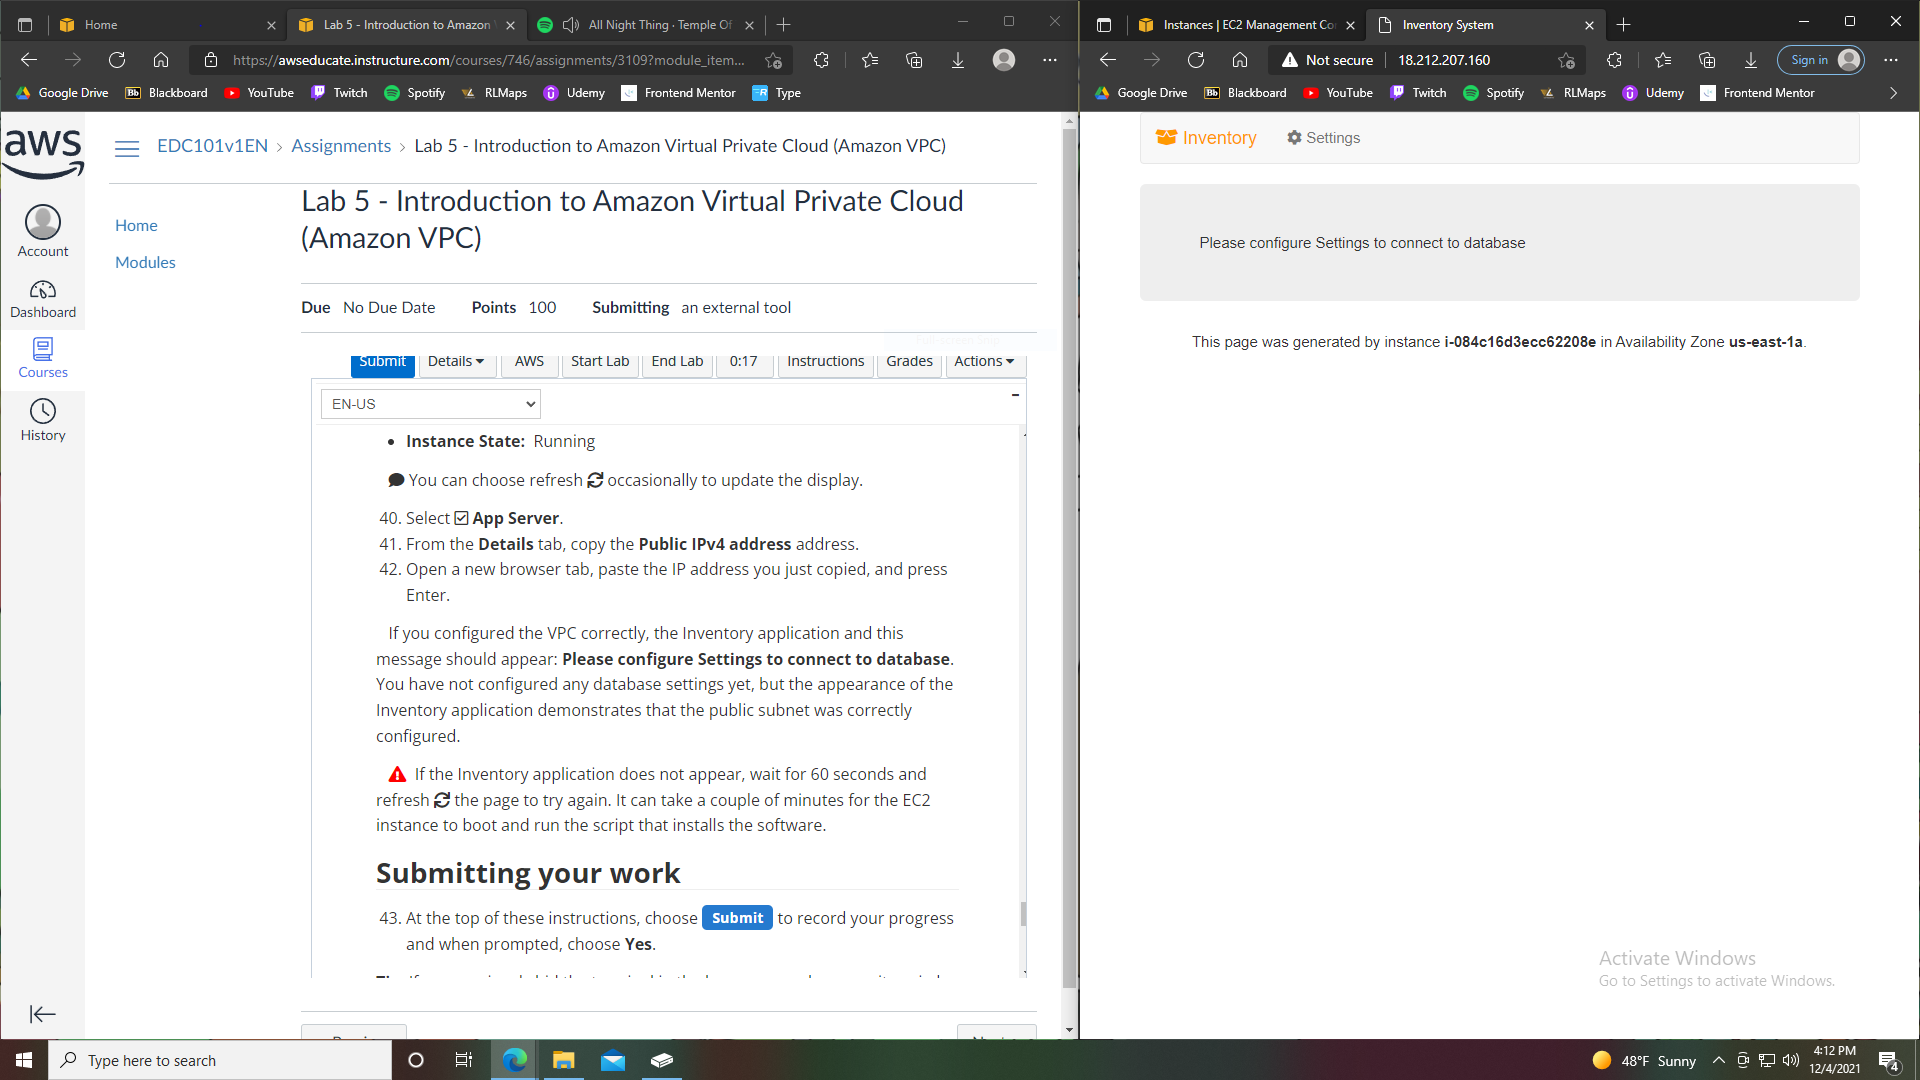 Home
Lab 5 - Introduction to Amazon
All Night Thing · Temple Of
https://awseducate.instructure.com/courses/746/assignments/3109?module_item...
Google Drive
Blackboard
YouTube
Twitch
Spotify
RLMaps
Udemy
Frontend Mentor
Type
aws
Account
Dashboard
Courses
History
EDC101v1EN › Assignments › Lab 5 - Introduction to Amazon Virtual Private Cloud (Amazon VPC)
Home
Modules
Lab 5 - Introduction to Amazon Virtual Private Cloud
(Amazon VPC)
Due No Due Date Points 100 Submitting an external tool
Submit Details AWS Start Lab End Lab 0:17 Instructions Grades Actions
EN-US
• Instance State: Running
You can choose refresh occasionally to update the display.
40. Select App Server.
41. From the Details tab, copy the Public IPv4 address address.
42. Open a new browser tab, paste the IP address you just copied, and press
Enter.
If you configured the VPC correctly, the Inventory application and this
message should appear: Please configure Settings to connect to database.
You have not configured any database settings yet, but the appearance of the
Inventory application demonstrates that the public subnet was correctly
configured.
If the Inventory application does not appear, wait for 60 seconds and
refresh the page to try again. It can take a couple of minutes for the EC2
instance to boot and run the script that installs the software.
Submitting your work
43. At the top of these instructions, choose Submit to record your progress
and when prompted, choose Yes.
Instances | EC2 Management Co
Inventory System
Not secure 18.212.207.160
Sign in
Google Drive
Bb Blackboard
YouTube
Twitch
Spotify
RLMaps
Udemy
Frontend Mentor
Inventory
Settings
Please configure Settings to connect to database
This page was generated by instance i-084c16d3ecc62208e in Availability Zone us-east-1a.
Activate Windows
Go to Settings to activate Windows.
Type here to search
48°F Sunny
4:12 PM
12/4/2021
4